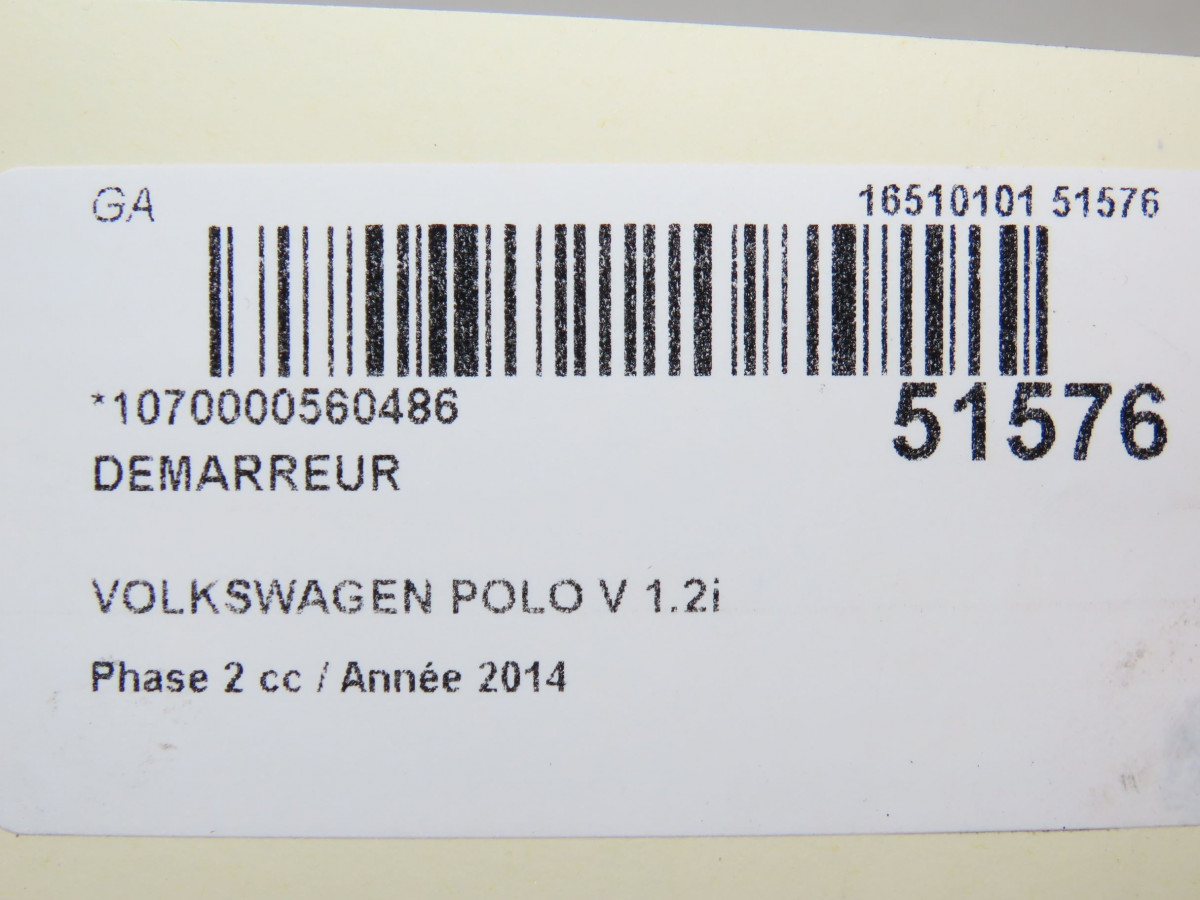 GA
16510101 51576
*1070000560486
51576
DEMARREUR
VOLKSWAGEN POLO V 1.2i
Phase 2 cc / Année 2014